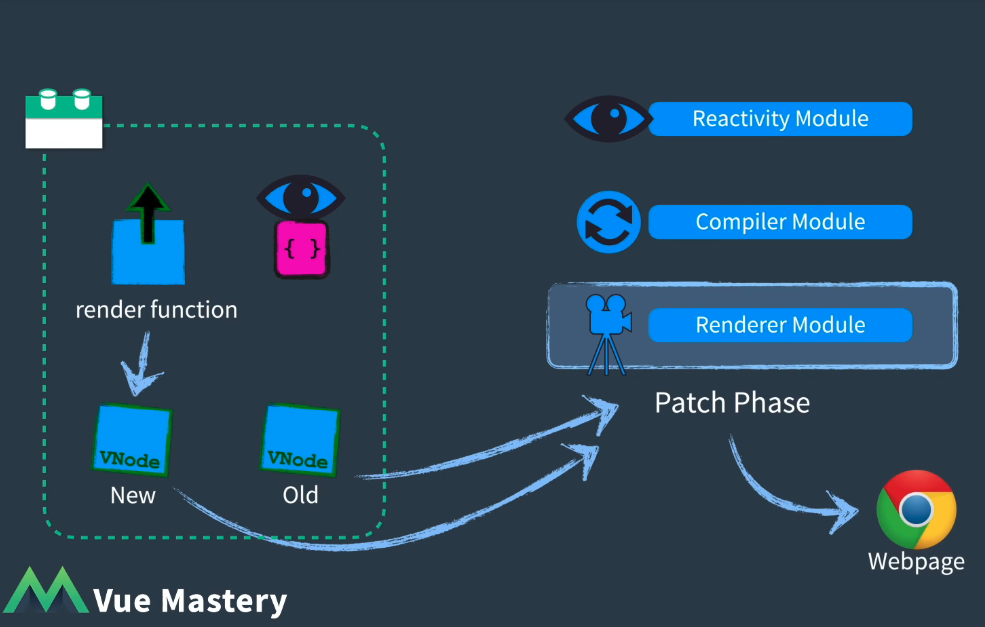 Reactivity Module
{ }
Compiler Module
render function
Renderer Module
Patch Phase
VNode
VNode
New
Old
Webpage
Vue Mastery